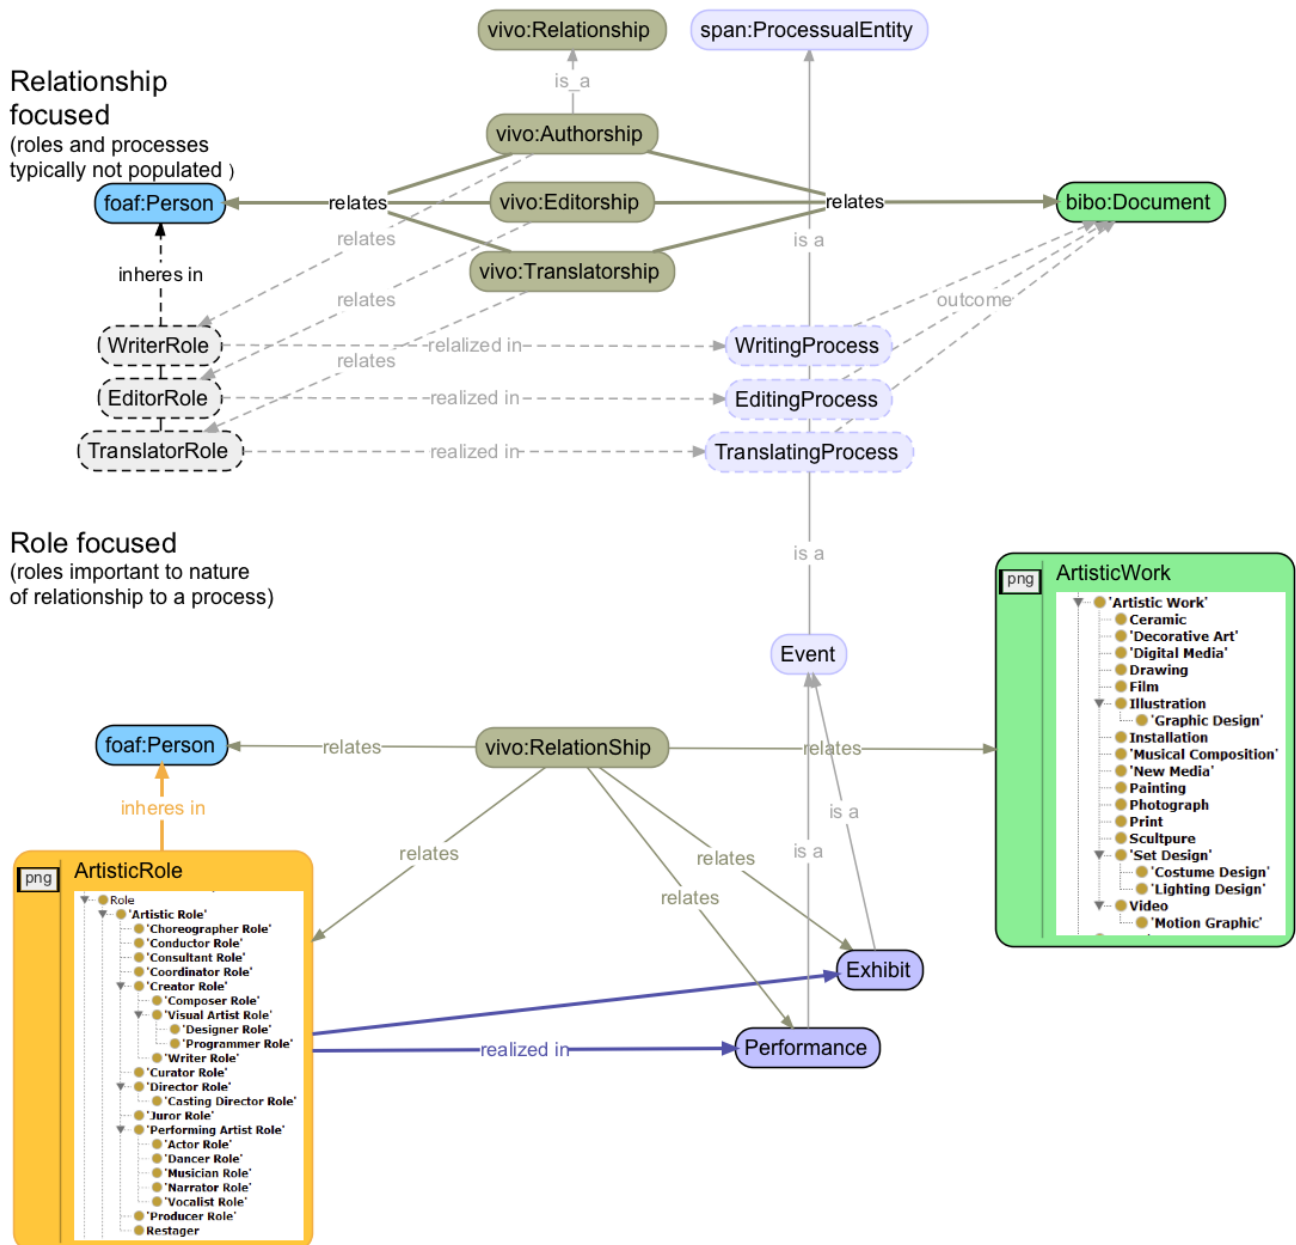 vivo:Relationship
span:ProcessualEntity
is_a
Relationship
focused
(roles and processes
typically not populated )
vivo:Authorship
foaf:Person
relates
vivo:Editorship
relates
bibo:Document
relates
is a
inheres in
vivo:Translatorship
relates
outcome
WriterRole
relalized in
WritingProcess
relates
EditorRole
realized in
EditingProcess
TranslatorRole
realized in
TranslatingProcess
Role focused
(roles important to nature
of relationship to a process)
is a
png
ArtisticWork
'Artistic Work'
Ceramic
'Decorative Art'
'Digital Media'
Drawing
Film
Illustration
'Graphic Design'
Installation
'Musical Composition'
'New Media'
Painting
Photograph
Print
Scultpure
'Set Design'
'Costume Design'
'Lighting Design'
Video
'Motion Graphic'
Event
foaf:Person
relates
vivo:RelationShip
relates
inheres in
is a
relates
relates
is a
relates
png
ArtisticRole
Role
'Artistic Role'
'Choreographer Role'
'Conductor Role'
'Consultant Role'
'Coordinator Role'
'Creator Role'
'Composer Role'
'Visual Artist Role'
'Designer Role'
'Programmer Role'
'Writer Role'
'Curator Role'
'Director Role'
'Casting Director Role'
'Juror Role'
'Performing Artist Role'
'Actor Role'
'Dancer Role'
'Musician Role'
'Narrator Role'
'Vocalist Role'
'Producer Role'
Restager
Exhibit
realized in
Performance